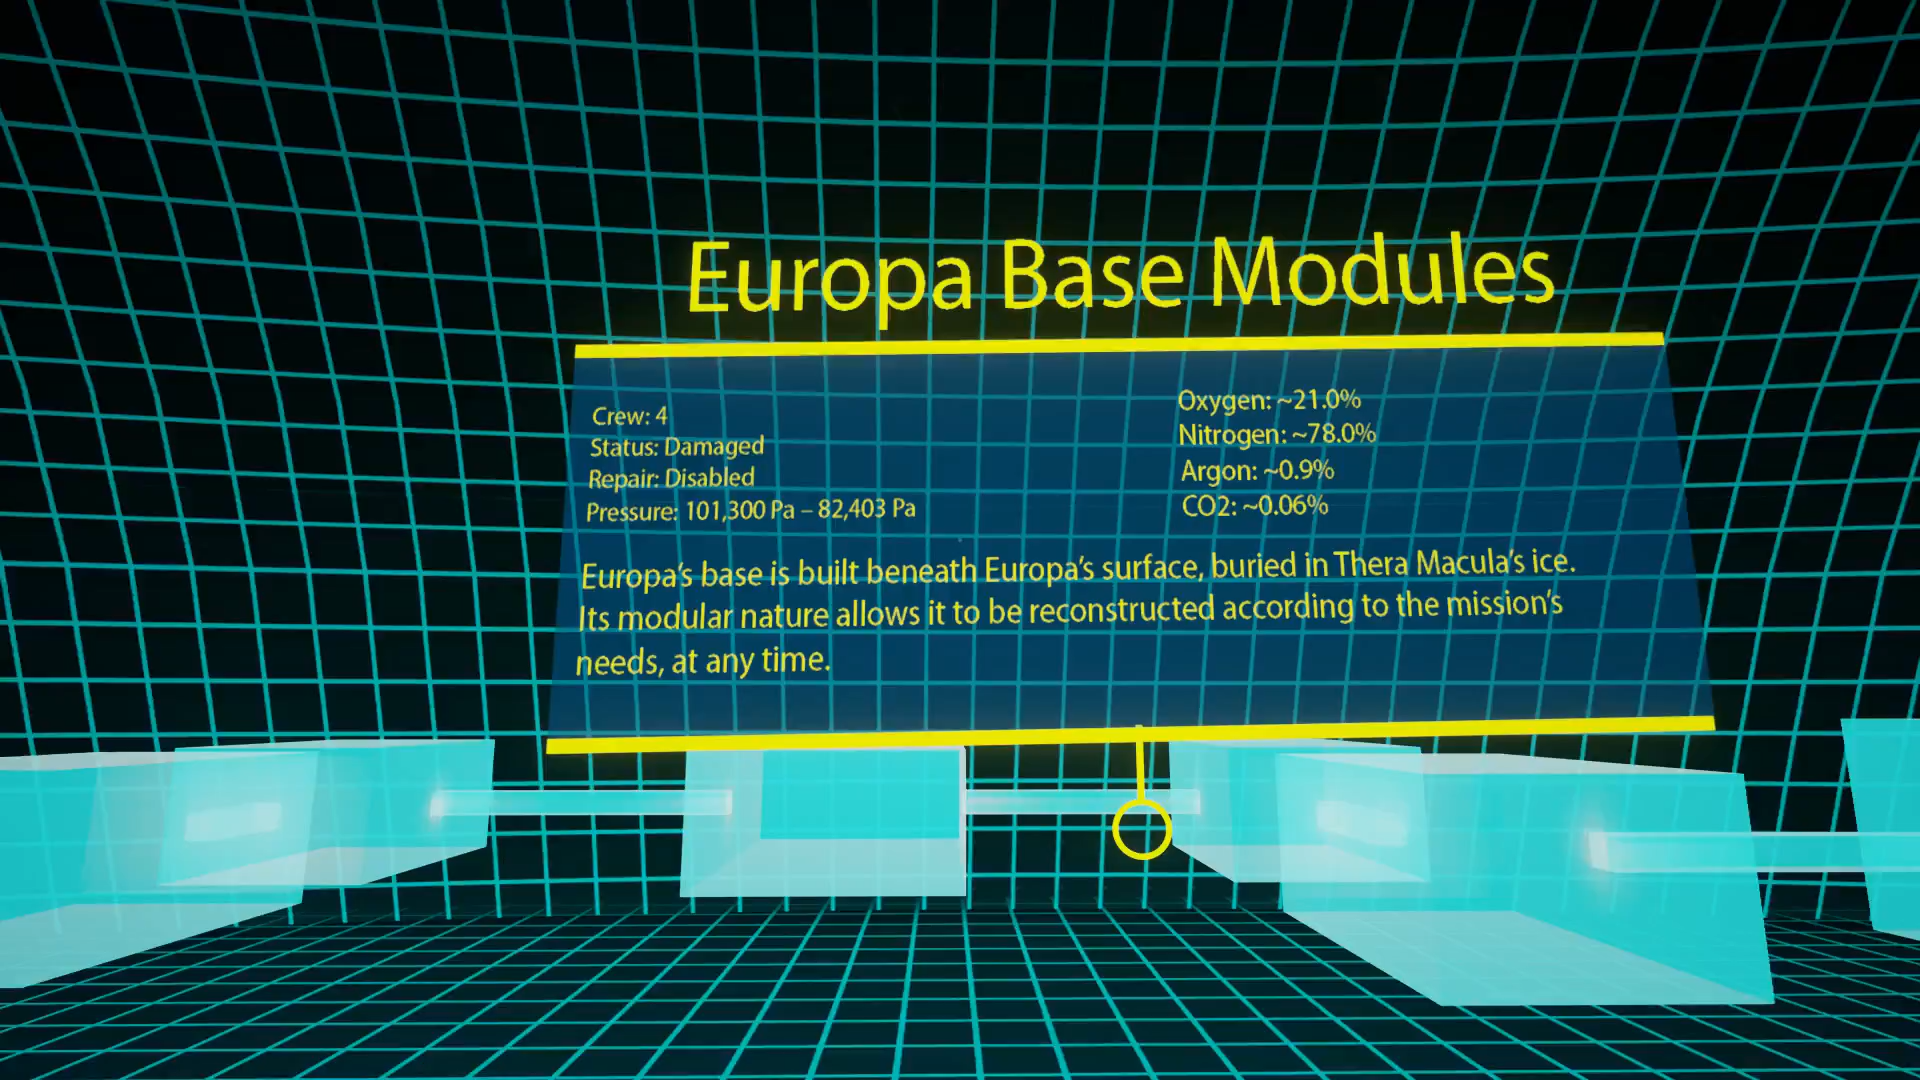 Europa Base Modules
Crew: 4
Status: Damaged
Repair: Disabled
Pressure: 101,300 Pa – 82,403 Pa
Oxygen: ~21.0%
Nitrogen: ~78.0%
Argon: ~0.9%
CO2: ~0.06%
Europa's base is built beneath Europa's surface, buried in Thera Macula's ice.
Its modular nature allows it to be reconstructed according to the mission's
needs, at any time.